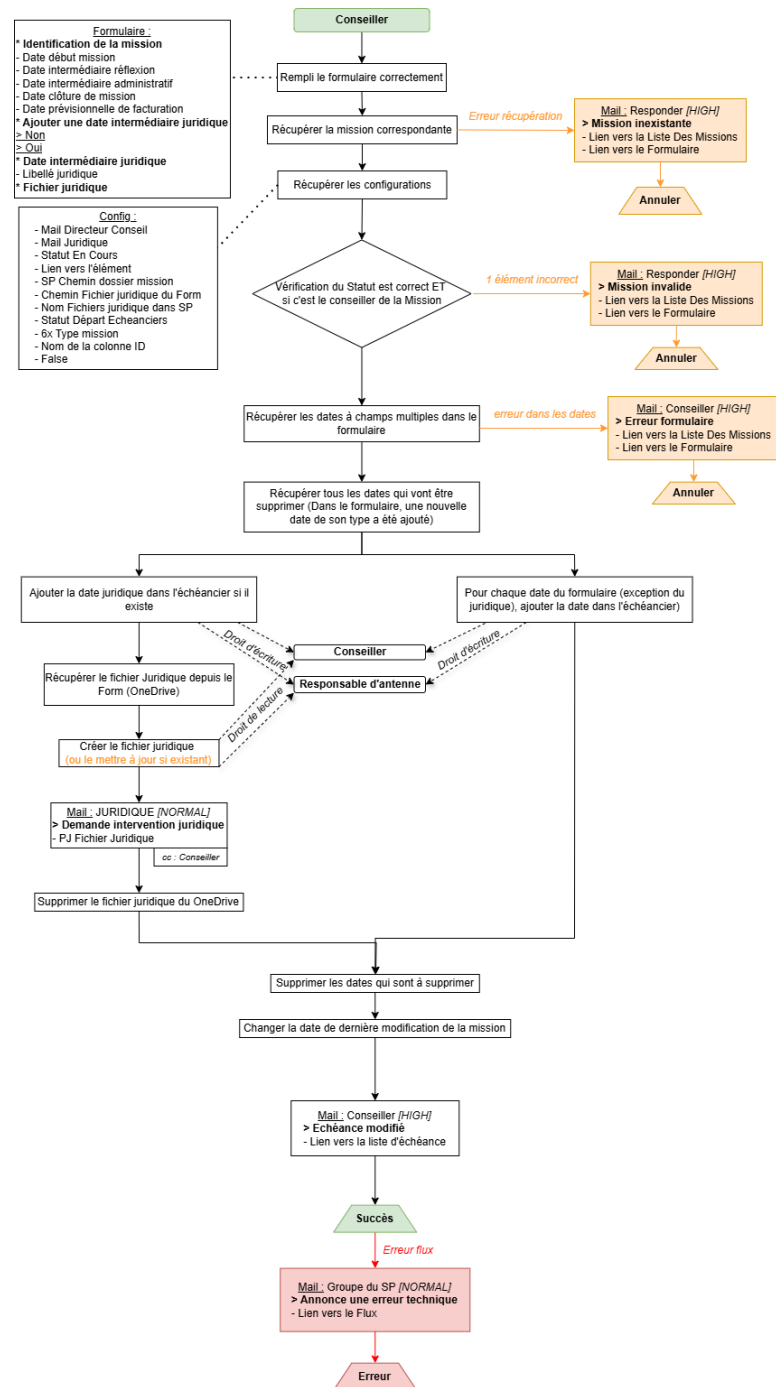 Conseiller
Formulaire :
* Identification de la mission
- Date début mission
- Date intermédiaire réflexion
- Date intermédiaire administratif
- Date clôture de mission
- Date prévisionnelle de facturation
* Ajouter une date intermédiaire juridique
> Non
> Oui
* Date intermédiaire juridique
- Libellé juridique
* Fichier juridique
Rempli le formulaire correctement
Récupérer la mission correspondante
Erreur récupération
Mail : Responder [HIGH]
> Mission inexistante
- Lien vers la Liste Des Missions
- Lien vers le Formulaire
Annuler
Récupérer les configurations
Config :
- Mail Directeur Conseil
- Mail Juridique
- Statut En Cours
- Lien vers l'élément
- SP Chemin dossier mission
- Chemin Fichier juridique du Form
- Nom Fichiers juridique dans SP
- Statut Départ Echeanciers
- 6x Type mission
- Nom de la colonne ID
- False
Vérification du Statut est correct ET
si c'est le conseiller de la Mission
1 élément incorrect
Mail : Responder [HIGH]
> Mission invalide
- Lien vers la Liste Des Missions
- Lien vers le Formulaire
Annuler
Récupérer les dates à champs multiples dans le
formulaire
erreur dans les dates
Mail : Conseiller [HIGH]
> Erreur formulaire
- Lien vers la Liste Des Missions
- Lien vers le Formulaire
Annuler
Récupérer tous les dates qui vont être
supprimer (Dans le formulaire, une nouvelle
date de son type a été ajouté)
Ajouter la date juridique dans l'échéancier si il
existe
Pour chaque date du formulaire (exception du
juridique), ajouter la date dans l'échéancier)
Droit d'écriture
Droit d'écriture
Conseiller
Responsable d'antenne
Récupérer le fichier Juridique depuis le
Form (OneDrive)
Droit de lecture
Créer le fichier juridique
(ou le mettre à jour si existant)
Mail : JURIDIQUE [NORMAL]
> Demande intervention juridique
- PJ Fichier Juridique
cc : Conseiller
Supprimer le fichier juridique du OneDrive
Supprimer les dates qui sont à supprimer
Changer la date de dernière modification de la mission
Mail : Conseiller [HIGH]
> Echéance modifié
- Lien vers la liste d'échéance
Succès
Erreur flux
Mail : Groupe du SP [NORMAL]
> Annonce une erreur technique
- Lien vers le Flux
Erreur